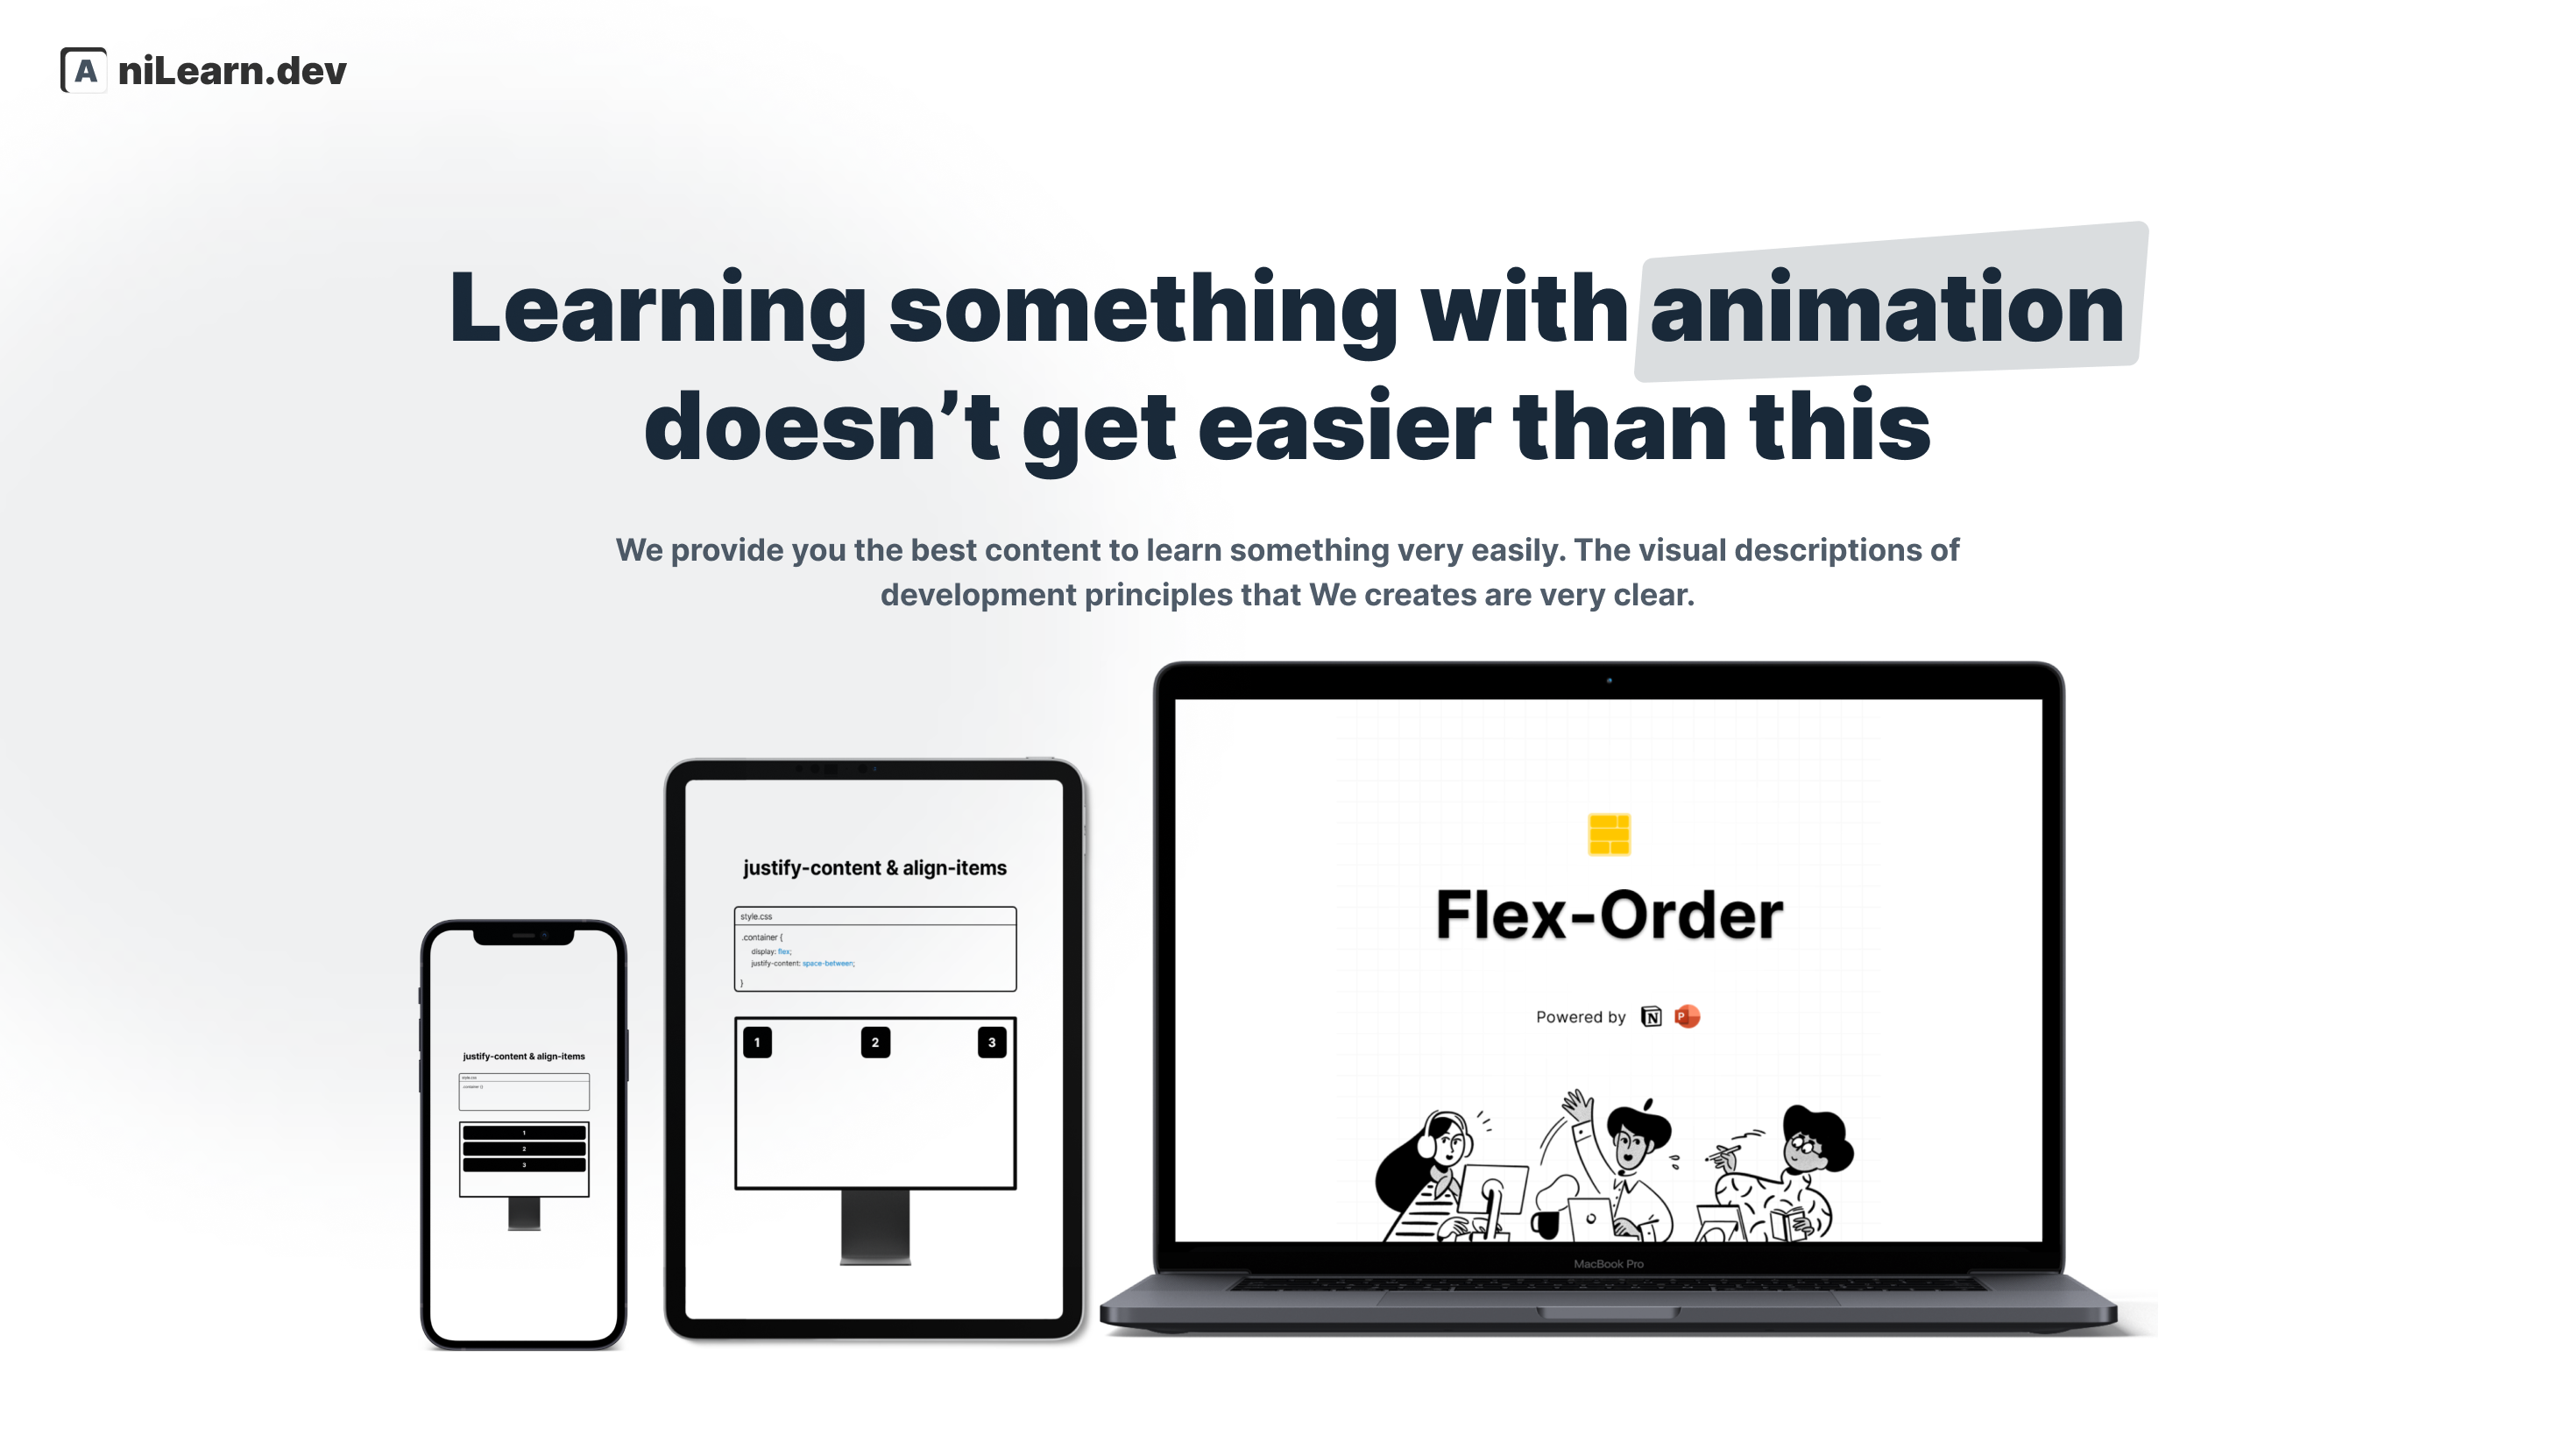 A niLearn.dev
Learning something with animation
doesn’t get easier than this
We provide you the best content to learn something very easily. The visual descriptions of
development principles that We creates are very clear.
justify-content & align-items
style.css
.container {}
1
2
3
justify-content & align-items
style.css
.container {
display: flex;
justify-content: space-between;
}
1 2 3
Flex-Order
Powered by N P
MacBook Pro